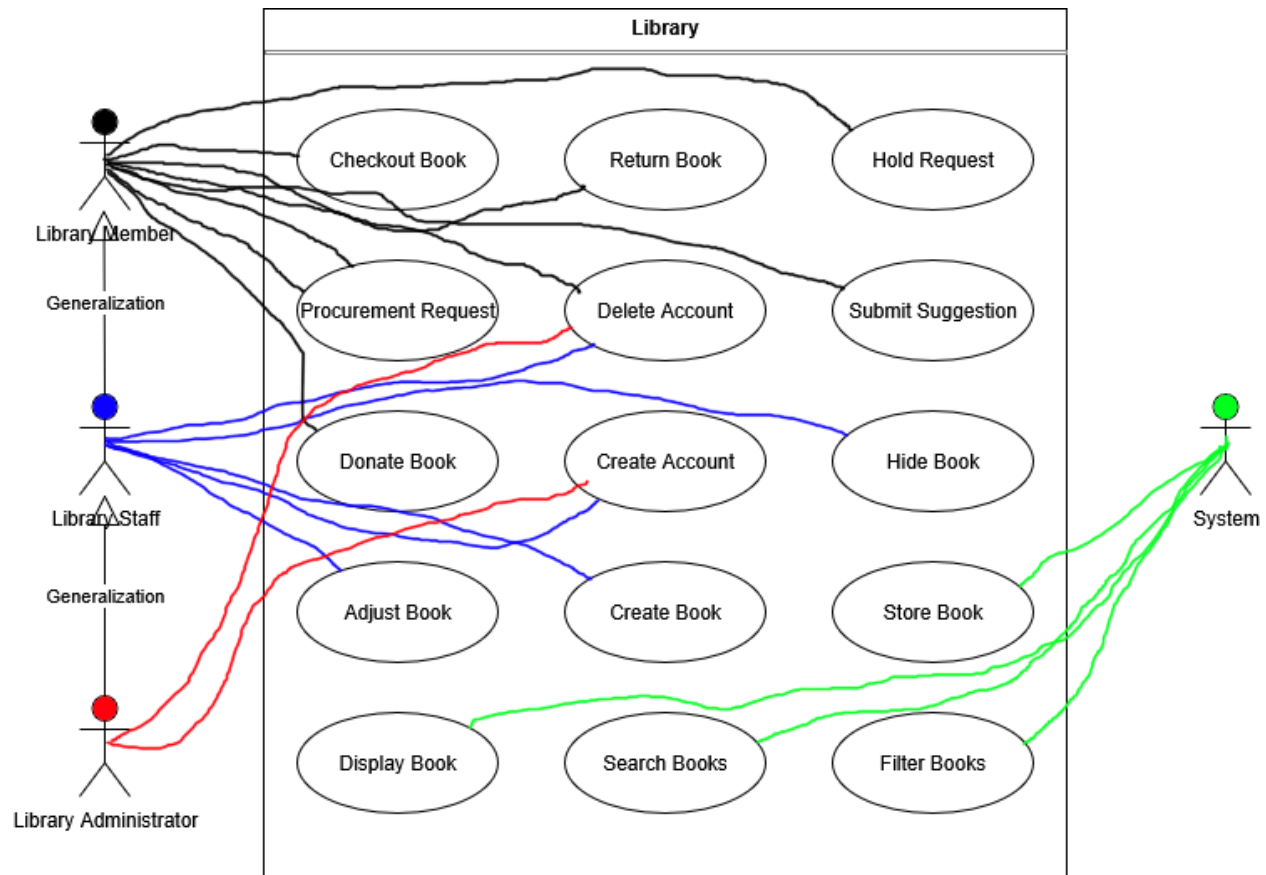 Library
Checkout Book
Return Book
Hold Request
Library Member
Generalization
Procurement Request
Delete Account
Submit Suggestion
Donate Book
Create Account
Hide Book
Library Staff
System
Generalization
Adjust Book
Create Book
Store Book
Display Book
Search Books
Filter Books
Library Administrator